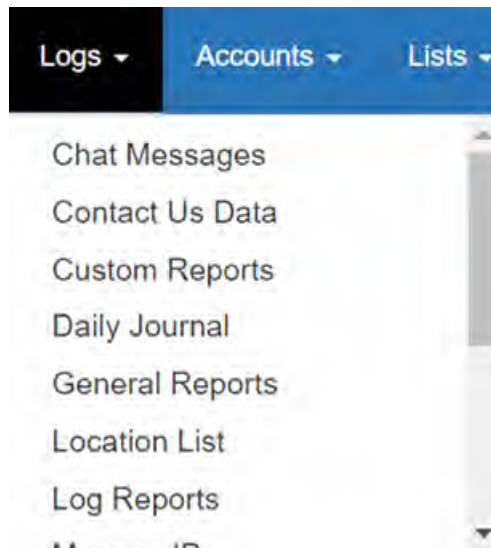 Logs Accounts Lists
Chat Messages
Contact Us Data
Custom Reports
Daily Journal
General Reports
Location List
Log Reports